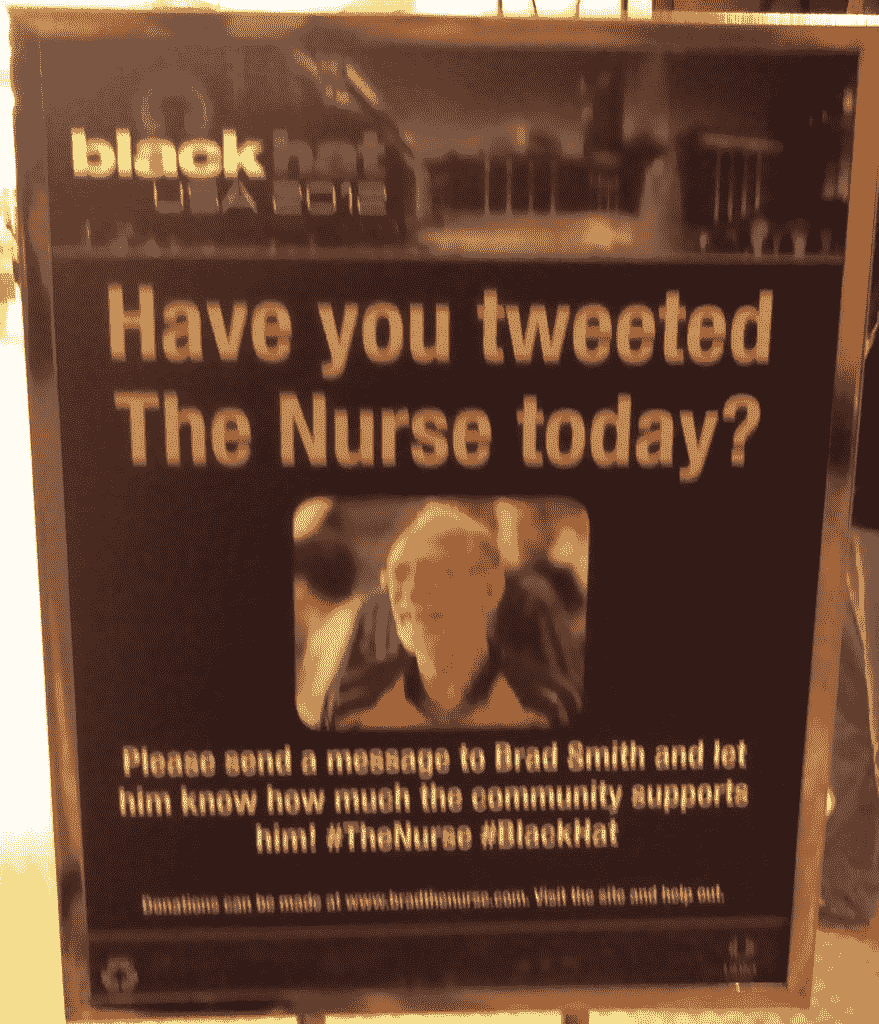 black hat
USA 2012
Have you tweeted
The Nurse today?
Please send a message to Brad Smith and let
him know how much the community supports
him! #TheNurse #BlackHat
Donations can be made at www.bradthenurse.com. Visit the site and help out.